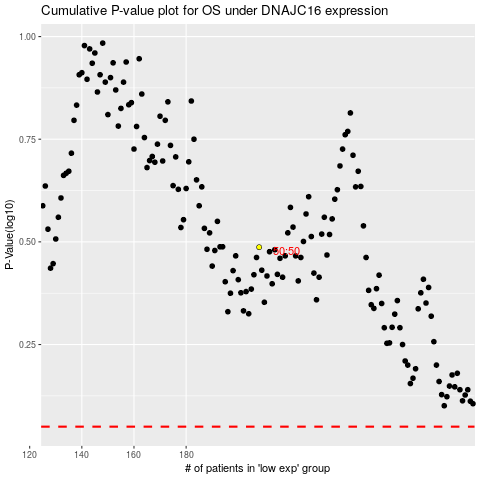 Cumulative P-value plot for OS under DNAJC16 expression
P-Value(log10)
1.00
0.75
0.50
0.25
50:50
120 140 160 180
# of patients in 'low exp' group